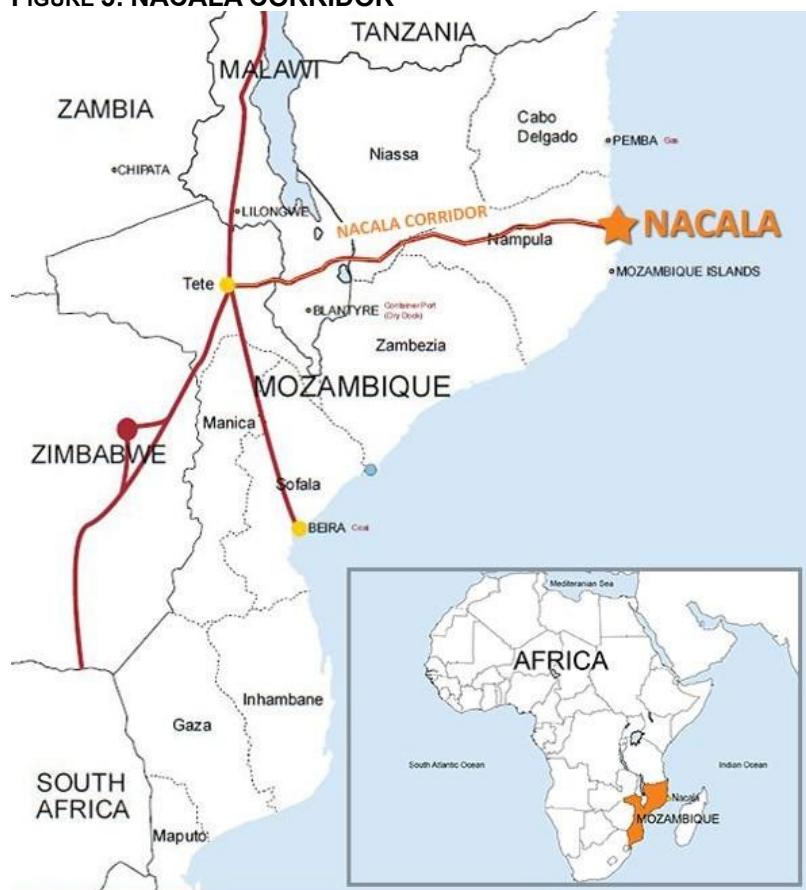 FIGURE 3: NACALA CORRIDOR
TANZANIA
MALAWI
ZAMBIA
Cabo
Delgado
PEMBA Gas
Niassa
CHIPATA
LILONGWE
NACALA CORRIDOR
NACALA
Nampula
MOZAMBIQUE ISLANDS
Tete
BLANTYRE Container Port
(Dry Dock)
Zambezia
MOZAMBIQUE
Manica
ZIMBABWE
Sofala
BEIRA Coal
Mediteranian Sea
AFRICA
Inhambane
Gaza
South Atlantic Ocean
Indian Ocean
SOUTH
AFRICA
Nacala
MOZAMBIQUE
Maputo